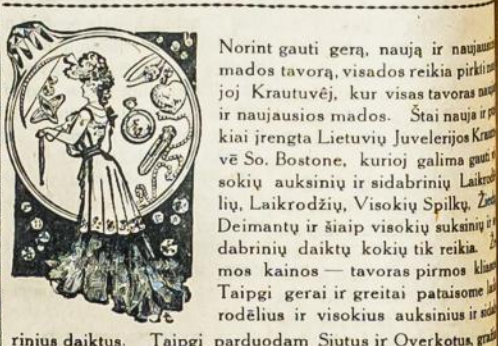 Norint gauti gerą, naują ir
mados tavorą, visados reikia pirkti
joj Krautuvėj, kur visas tavoras
ir naujausios mados. Štai nauja ir
kiai įrengta Lietuvių Juvelerijos
vē So. Bostone, kurioj galima gauti
sokių auksinių ir sidabrinių
lių, Laikrodžių, Visokių Spilkų,
Deimantų ir šiaip visokių suksinių ir
dabrinių daiktų kokių tik reikia.
mos kainos — tavoras pirmos
Taipgi gerai ir greitai pataisome
rodėlius ir visokius auksinius ir
rinius daiktus. Taipgi parduodam Siutus ir Overkotus,